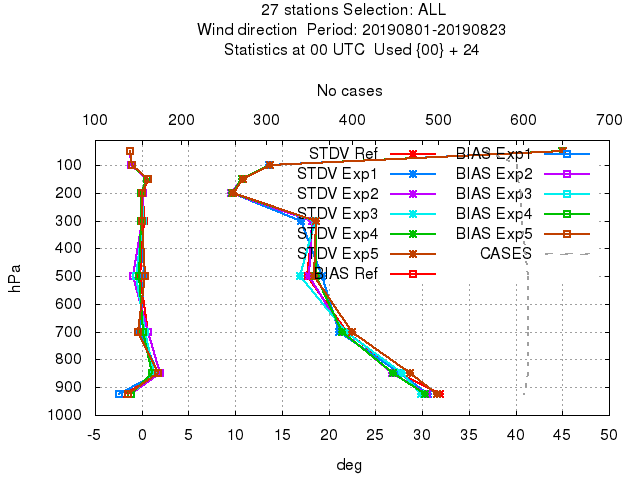 27 stations Selection: ALL
Wind direction  Period: 20190801-20190823
Statistics at 00 UTC  Used {00} + 24
No cases
100 200 300 400 500 600 700
STDV Ref BIAS Exp1
100
STDV Exp1 BIAS Exp2
200 STDV Exp2 BIAS Exp3
300 STDV Exp3 BIAS Exp4
STDV Exp4 BIAS Exp5
400 STDV Exp5 CASES
500 BIAS Ref
hPa
600
700
800
900
1000
-5 0 5 10 15 20 25 30 35 40 45 50
deg